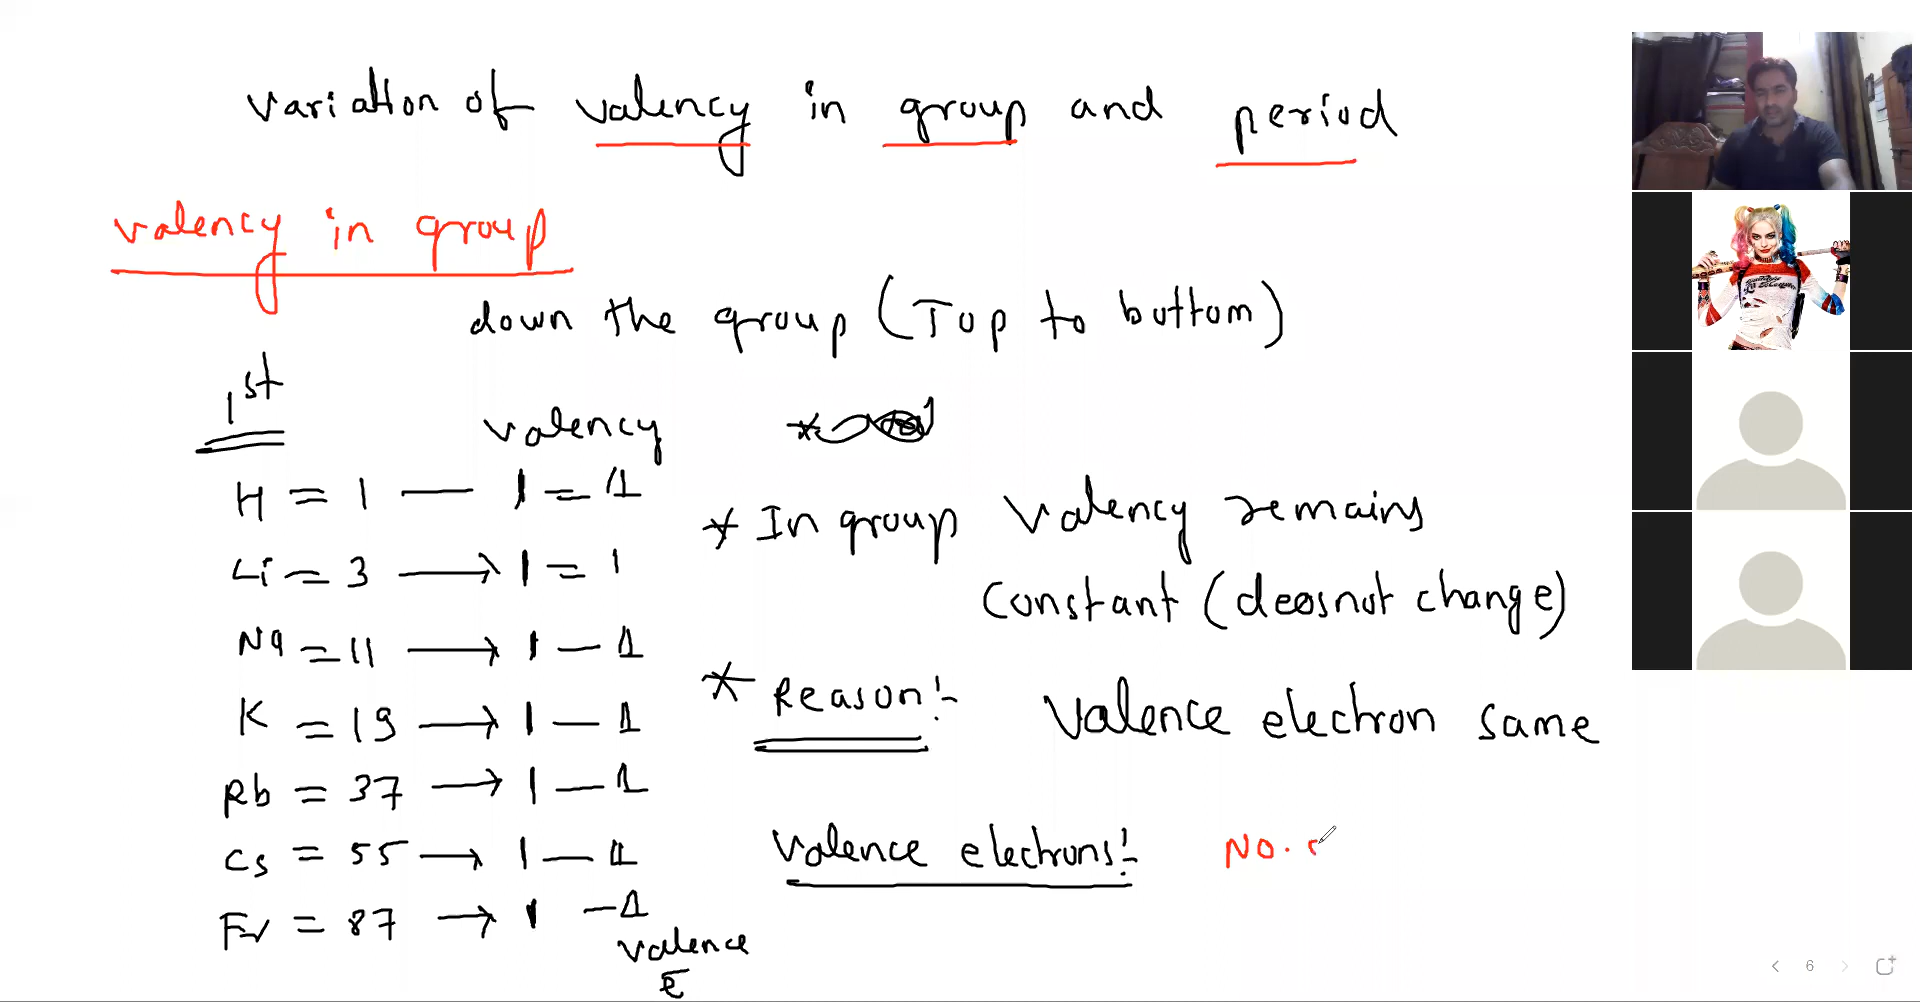 variation of valency in group and period
valency in group
down the group (Top to bottom)
1st
valency
H = 1 — 1 = 1
Li = 3 → 1 = 1
Na = 11 → 1 — 1
K = 19 → 1 — 1
Rb = 37 → 1 — 1
Cs = 55 → 1 — 1
Fr = 87 → 1 — 1
valence
ē
* In group valency remains
constant (deosnot change)
* Reason:- valence electron same
valence electrons:- No.
6